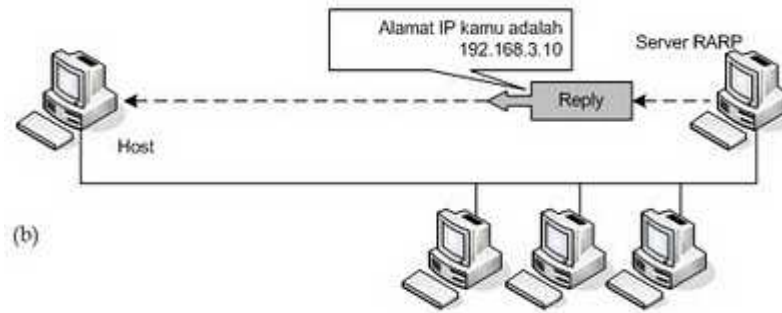 Alamat IP kamu adalah
192.168.3.10
Server RARP
Reply
Host
(b)